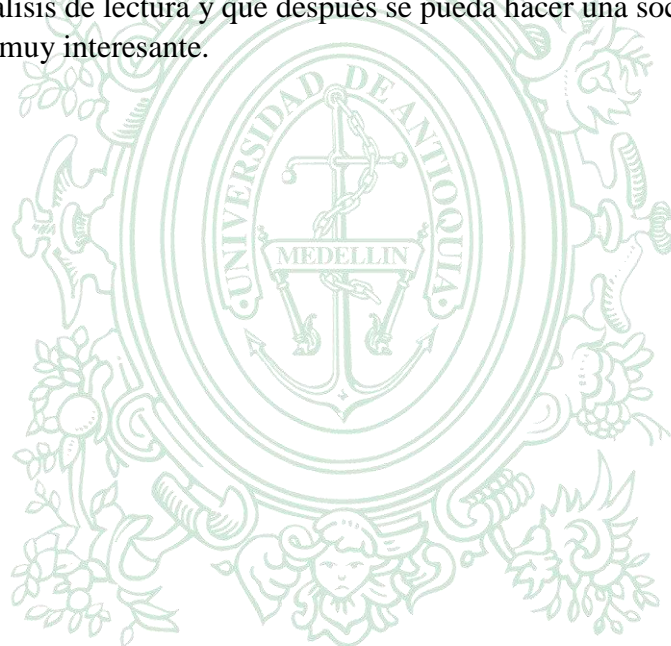 álisis de lectura y que después se pueda hacer una soc
muy interesante.
UNIVERSIDAD DE ANTIOQUIA
MEDELLIN